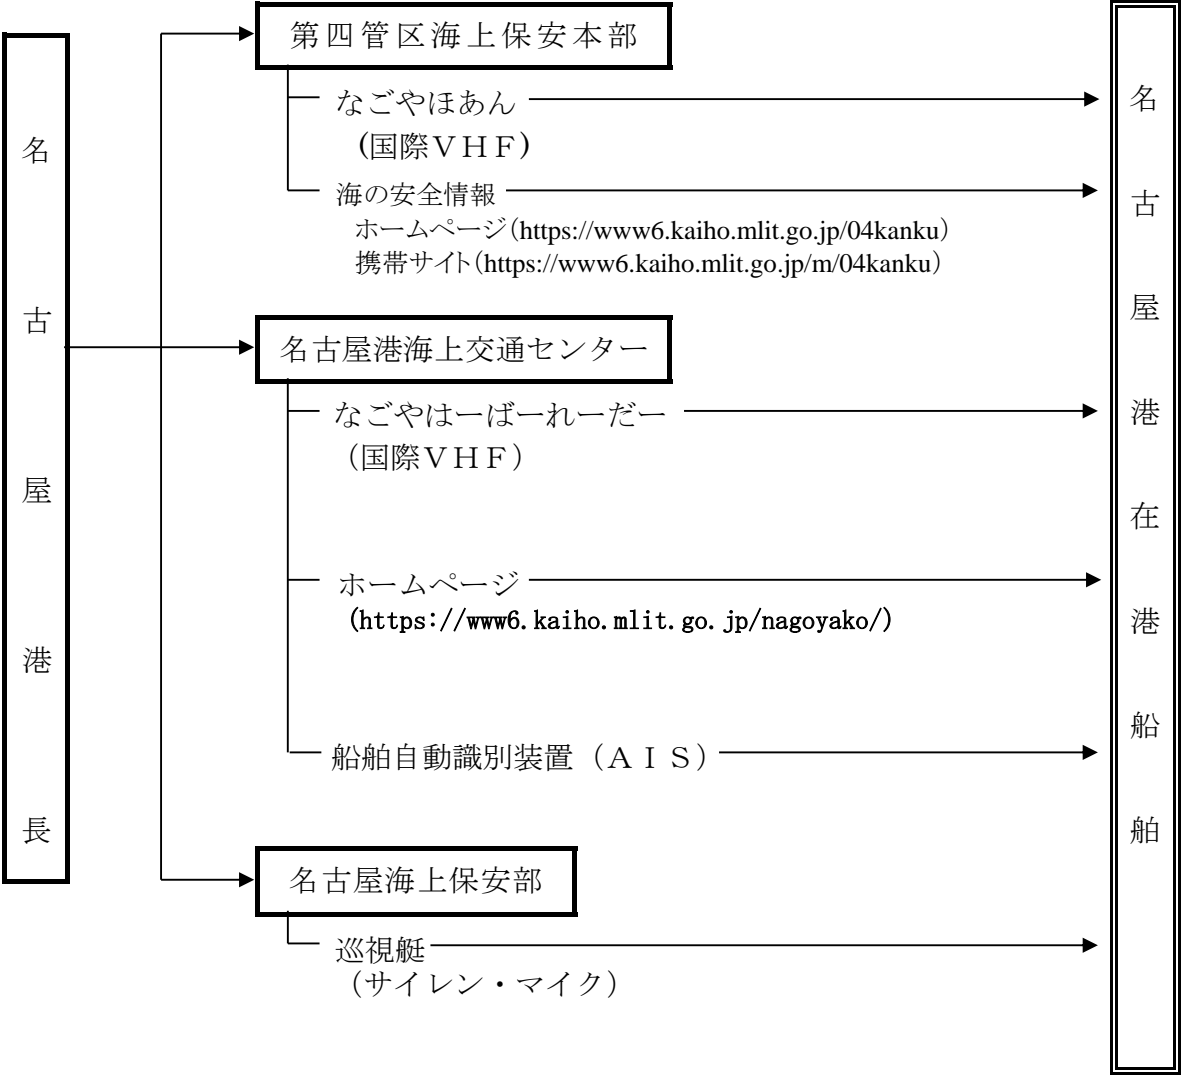 名古屋港長
第四管区海上保安本部
なごやほあん
(国際ＶＨＦ)
海の安全情報
ホームページ(https://www6.kaiho.mlit.go.jp/04kanku)
携帯サイト(https://www6.kaiho.mlit.go.jp/m/04kanku)
名古屋港海上交通センター
なごやはーばーれーだー
（国際ＶＨＦ）
ホームページ
(https://www6.kaiho.mlit.go.jp/nagoyako/)
船舶自動識別装置（ＡＩＳ）
名古屋海上保安部
巡視艇
（サイレン・マイク）
名古屋港在港船舶